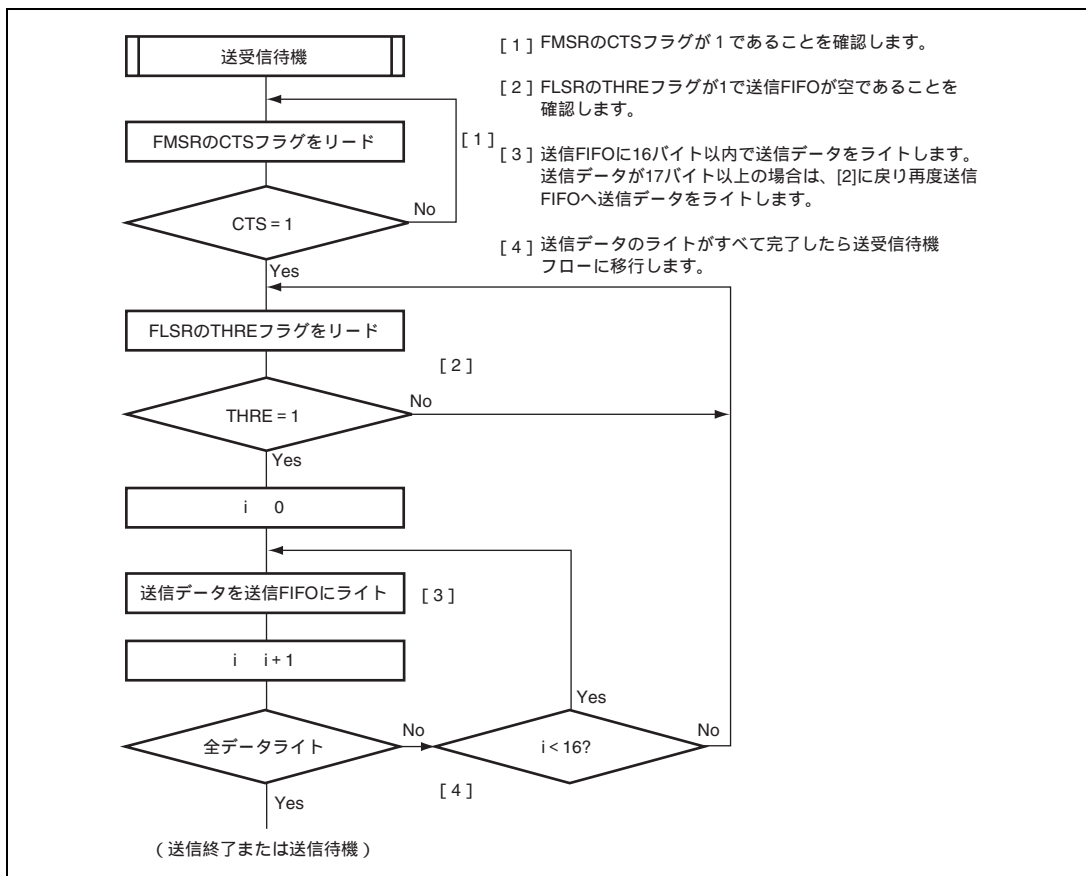 送受信待機
FMSRのCTSフラグをリード
[1]
CTS = 1
No
Yes
FLSRのTHREフラグをリード
[2]
THRE = 1
No
Yes
i　0
送信データを送信FIFOにライト
[3]
i　i + 1
全データライト
No
i < 16?
Yes
No
[4]
Yes
(送信終了または送信待機)
[1] FMSRのCTSフラグが1であることを確認します。
[2] FLSRのTHREフラグが1で送信FIFOが空であることを
確認します。
[3] 送信FIFOに16バイト以内で送信データをライトします。
送信データが17バイト以上の場合は、[2]に戻り再度送信
FIFOへ送信データをライトします。
[4] 送信データのライトがすべて完了したら送受信待機
フローに移行します。